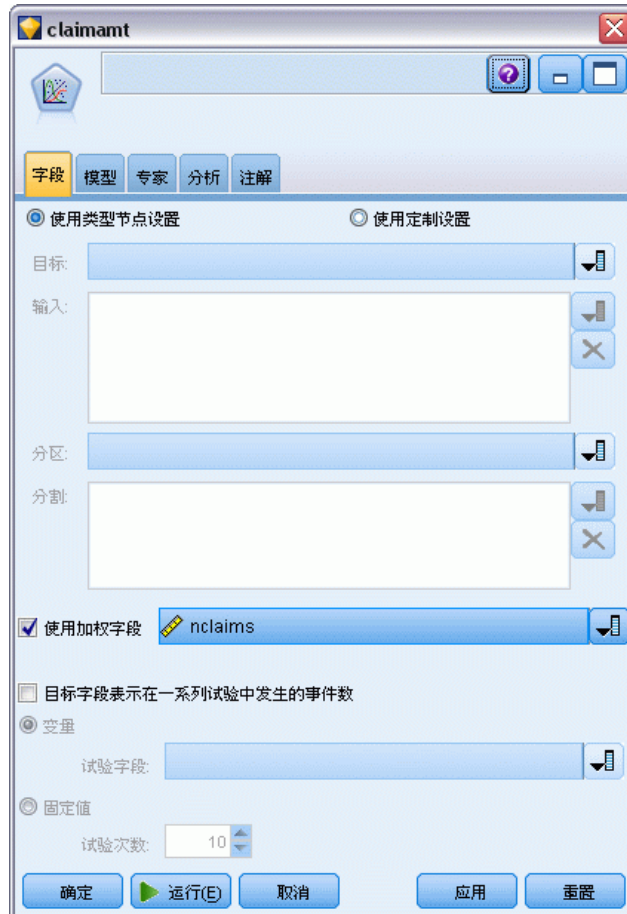 claimamt
?
字段 模型 专家 分析 注解
使用类型节点设置 使用定制设置
目标:
输入:
分区:
分割:
使用加权字段 nclaims
目标字段表示在一系列试验中发生的事件数
变量
试验字段:
固定值
试验次数: 10
确定 运行(E) 取消 应用 重置